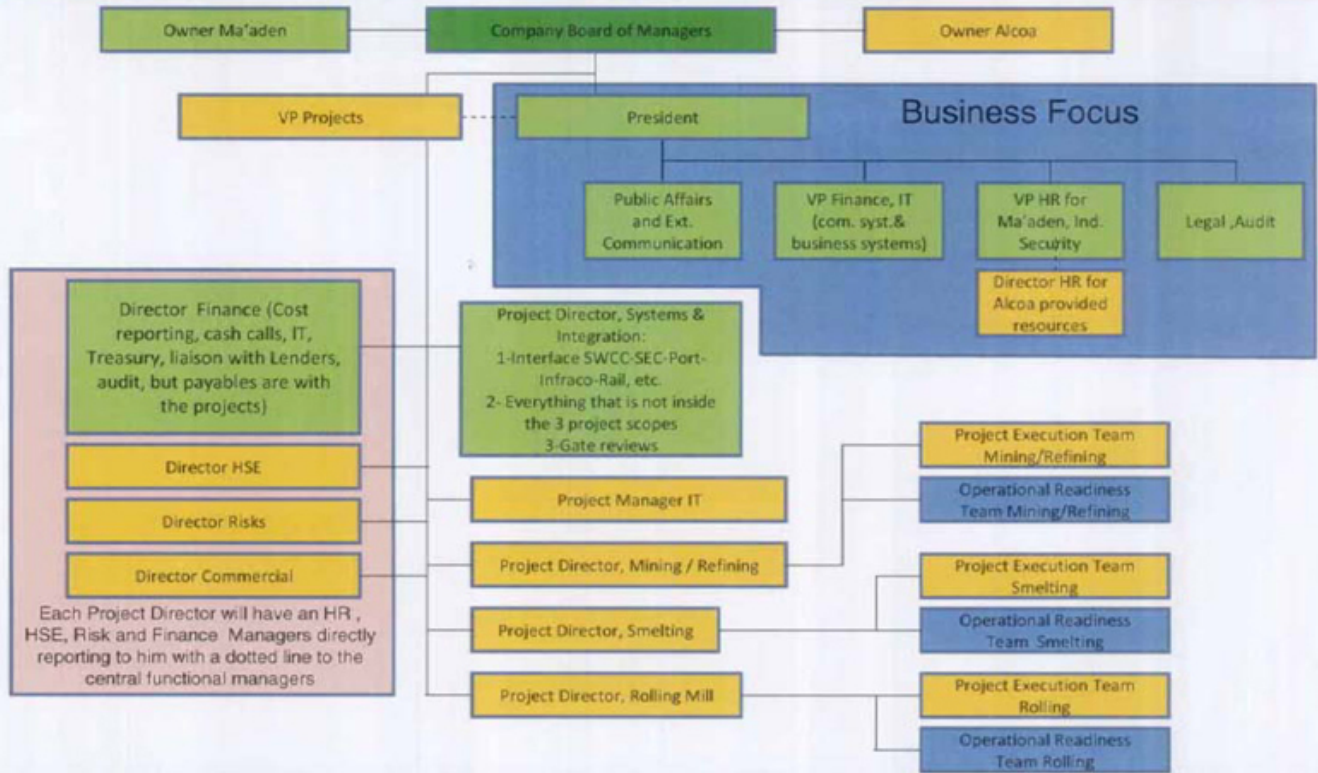 Owner Ma'aden
Company Board of Managers
Owner Alcoa
VP Projects
President
Business Focus
Public Affairs
and Ext.
Communication
VP Finance, IT
(com. syst.&
business systems)
VP HR for
Ma'aden, Ind.
Security
Legal ,Audit
Director HR for
Alcoa provided
resources
Director Finance (Cost
reporting, cash calls, IT,
Treasury, liaison with Lenders,
audit, but payables are with
the projects)
Project Director, Systems &
Integration:
1-Interface SWCC-SEC-Port-
Infraco-Rail, etc.
2- Everything that is not inside
the 3 project scopes
3-Gate reviews
Director HSE
Director Risks
Director Commercial
Each Project Director will have an HR ,
HSE, Risk and Finance Managers directly
reporting to him with a dotted line to the
central functional managers
Project Manager IT
Project Director, Mining / Refining
Project Director, Smelting
Project Director, Rolling Mill
Project Execution Team
Mining/Refining
Operational Readiness
Team Mining/Refining
Project Execution Team
Smelting
Operational Readiness
Team Smelting
Project Execution Team
Rolling
Operational Readiness
Team Rolling